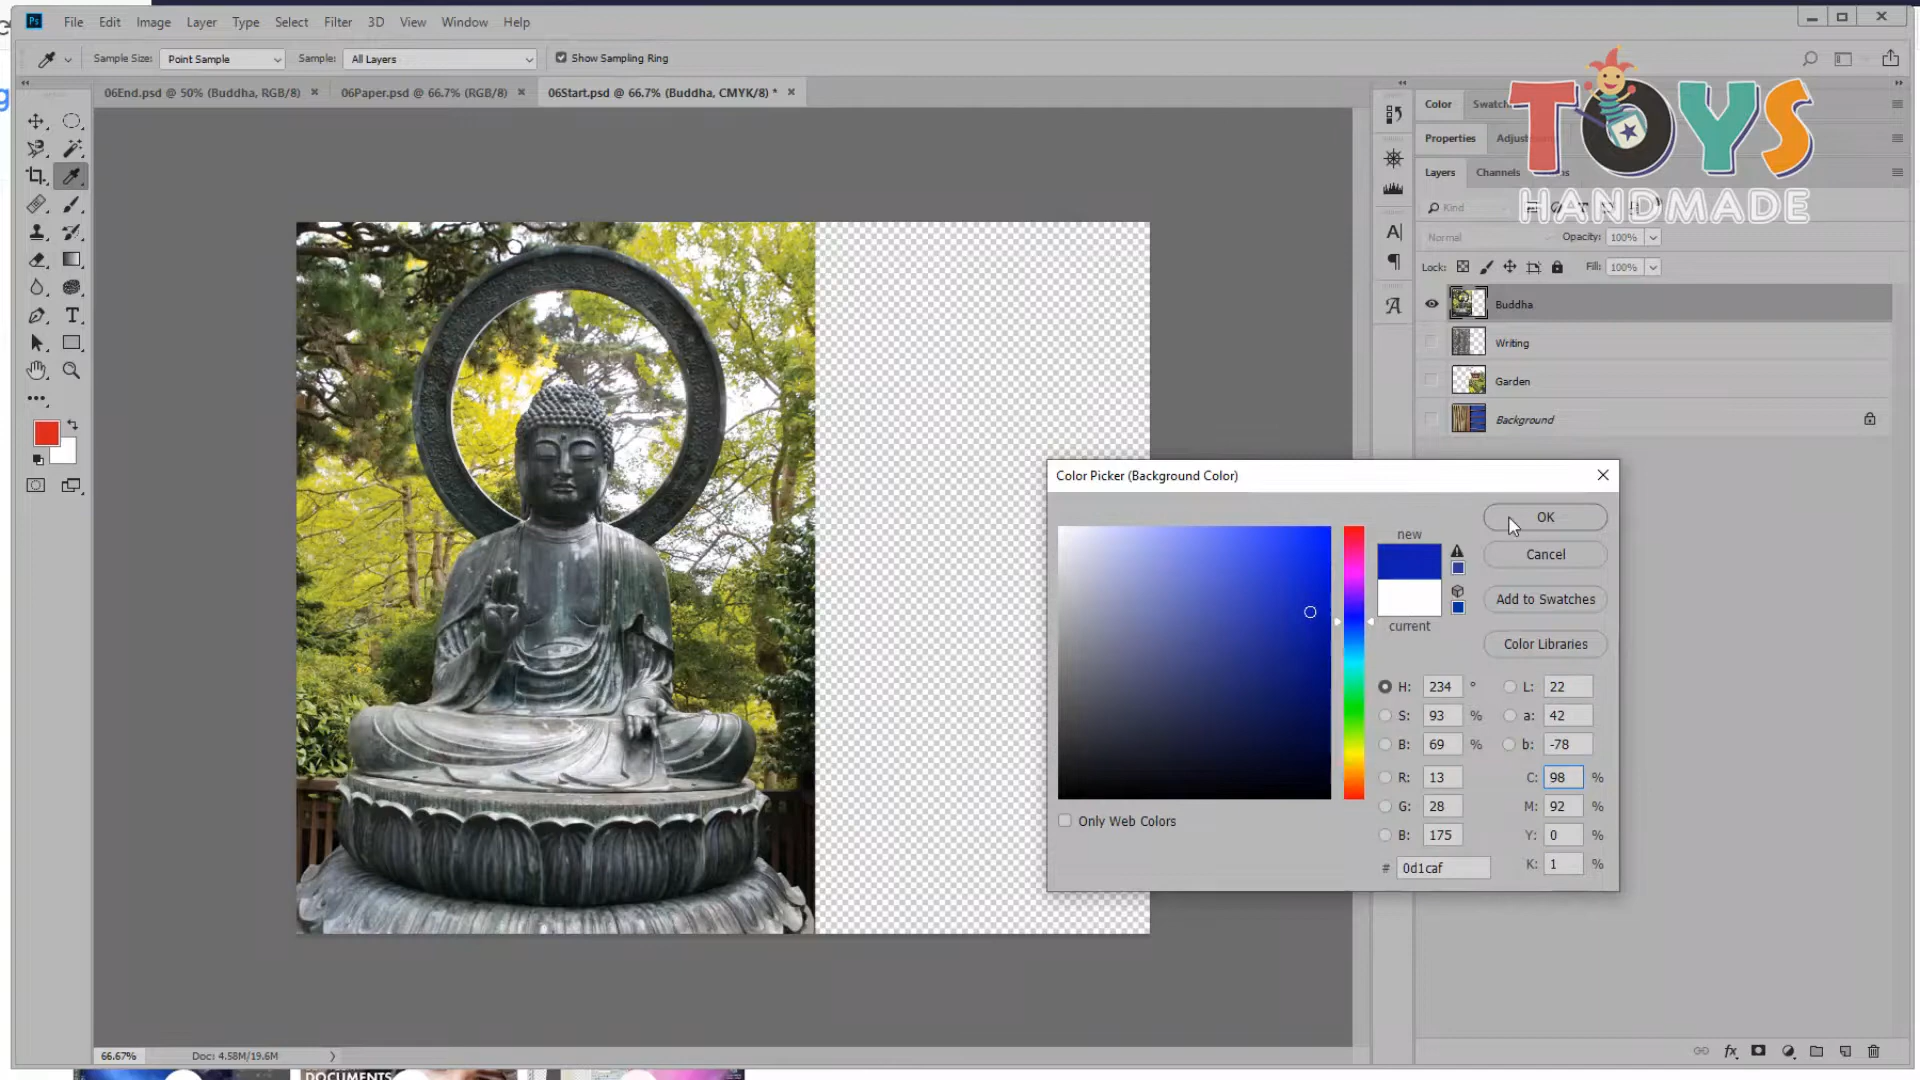 File Edit Image Layer Type Select Filter 3D View Window Help
Sample Size: Point Sample Sample: All Layers Show Sampling Ring
06End.psd @ 50% (Buddha, RGB/8) 06Paper.psd @ 66.7% (RGB/8) 06Start.psd @ 66.7% (Buddha, CMYK/8) *
Color
TOYS
HANDMADE
Properties
Layers Channels
Kind
Normal Opacity: 100%
Lock: Fill: 100%
Buddha
Writing
Garden
Background
Color Picker (Background Color)
OK
Cancel
Add to Swatches
Color Libraries
new
current
H: 234 °
S: 93 %
B: 69 %
R: 13
G: 28
B: 175
# 0d1caf
L: 22
a: 42
b: -78
C: 98 %
M: 92 %
Y: 0 %
K: 1 %
Only Web Colors
66.67% Doc: 4.58M/19.6M
DOCUMENTS